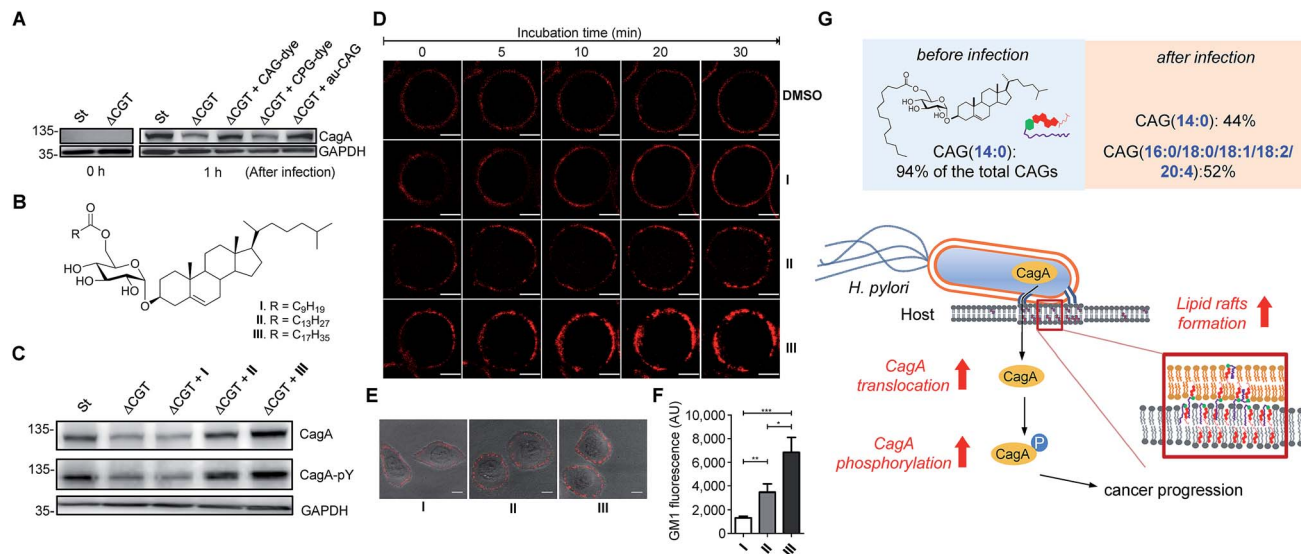 A
St
ΔCGT
St
ΔCGT
ΔCGT + CAG-dye
ΔCGT + CPG-dye
ΔCGT + au-CAG
135-
CagA
35-
GAPDH
0 h
1 h
(After infection)
B
O
R
O
HO
O
HO
OH
O
I. R = C9H19
II. R = C13H27
III. R = C17H35
C
St
ΔCGT
ΔCGT + I
ΔCGT + II
ΔCGT + III
135-
CagA
135-
CagA-pY
35-
GAPDH
D
Incubation time (min)
0
5
10
20
30
DMSO
I
II
III
E
I
II
III
F
GM1 fluorescence (AU)
10,000
8,000
6,000
4,000
2,000
0
***
*
**
I
II
III
G
before infection
O
O
HO
O
HO
OH
O
CAG(14:0):
94% of the total CAGs
after infection
CAG(14:0): 44%
CAG(16:0/18:0/18:1/18:2/
20:4):52%
H. pylori
CagA
Host
Lipid rafts
formation
CagA
translocation
CagA
CagA
phosphorylation
CagA
P
cancer progression